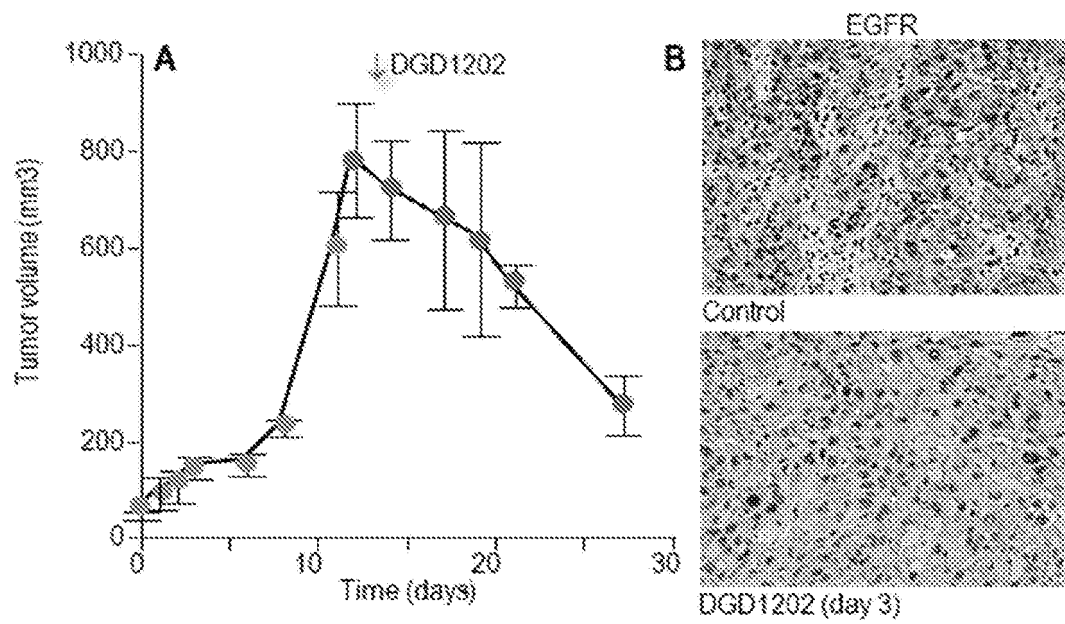 A
DGD1202
Tumor volume (mm3)
1000
800
600
400
200
0
0
10
20
30
Time (days)
B
EGFR
Control
DGD1202 (day 3)